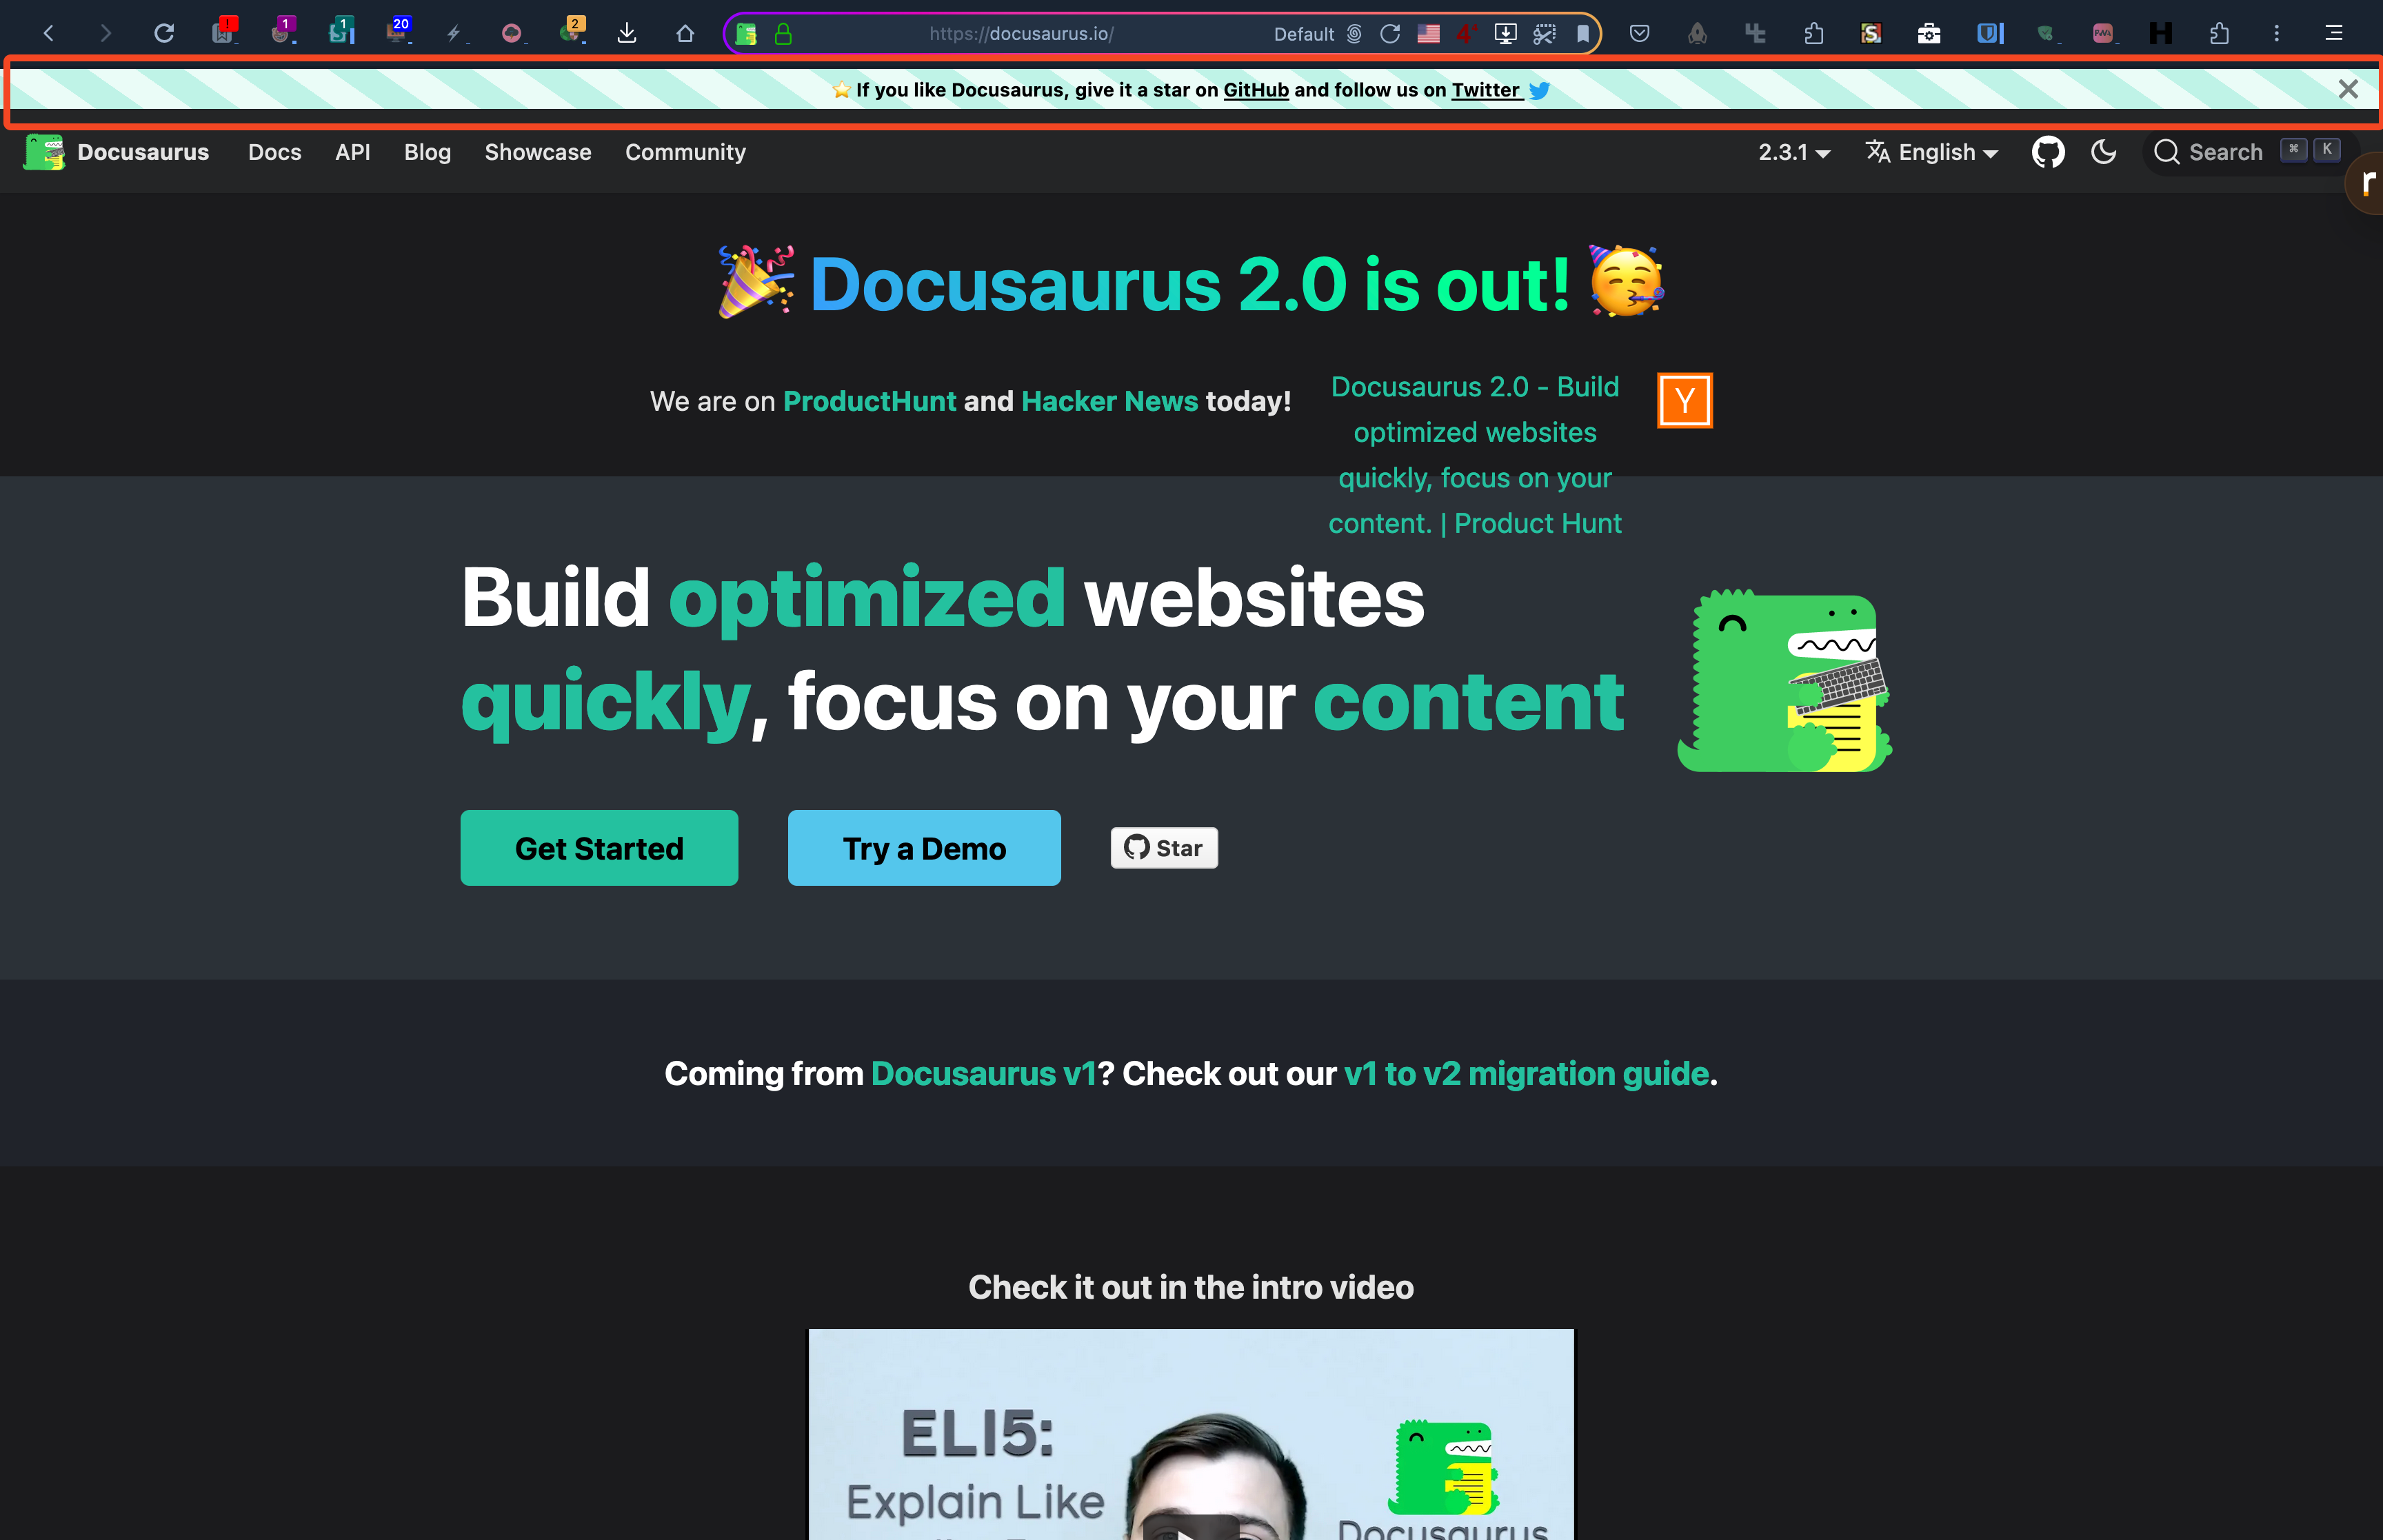 ! 1 1 20 2
https://docusaurus.io/ Default
⭐️ If you like Docusaurus, give it a star on GitHub and follow us on Twitter
Docusaurus Docs API Blog Showcase Community 2.3.1 English Search ⌘ K
r
🎉 Docusaurus 2.0 is out! 🥳
We are on ProductHunt and Hacker News today!
Docusaurus 2.0 - Build
optimized websites
quickly, focus on your
content. | Product Hunt
Y
Build optimized websites
quickly, focus on your content
Get Started Try a Demo Star
Coming from Docusaurus v1? Check out our v1 to v2 migration guide.
Check it out in the intro video
ELI5:
Explain Like
Docusaurus